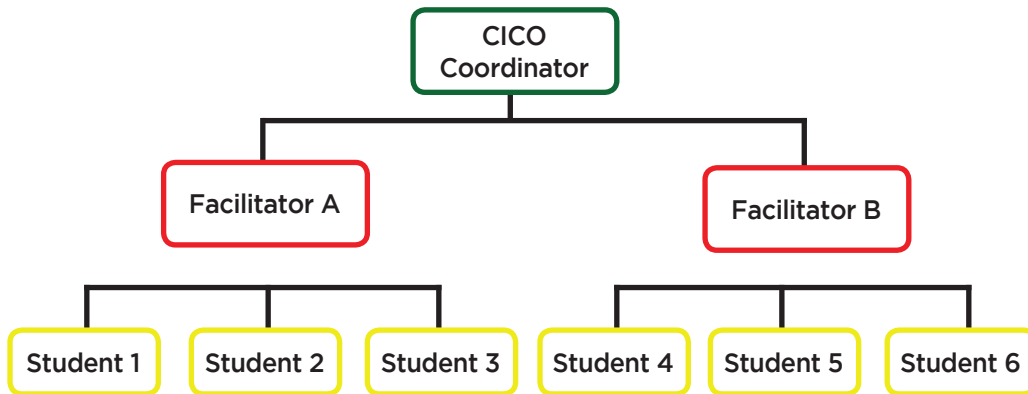 CICO
Coordinator
Facilitator A
Facilitator B
Student 1
Student 2
Student 3
Student 4
Student 5
Student 6